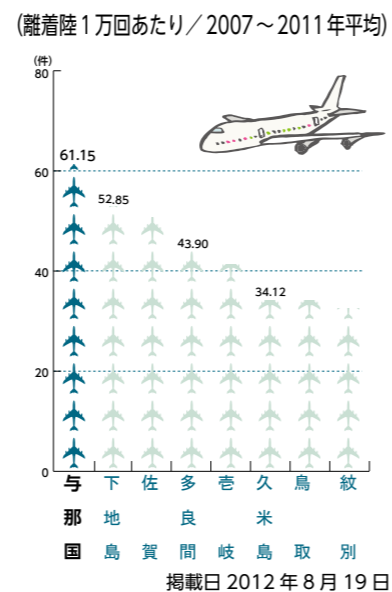 (離着陸1万回あたり／2007～2011年平均)
(件)
80
61.15
60
52.85
43.90
40
34.12
20
0
与那国
下地島
佐賀
多良間
壱岐
久米島
鳥取
紋別
掲載日 2012年8月19日